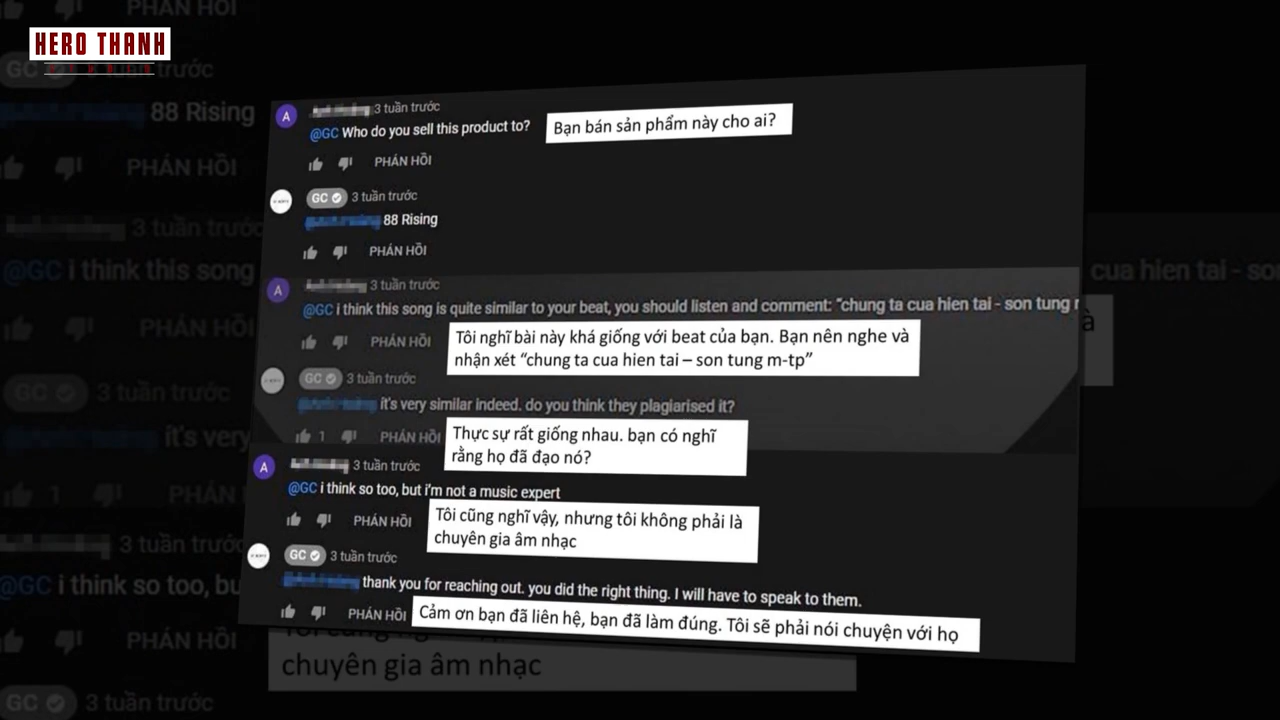 HERO THANH
3 tuần trước
@GC Who do you sell this product to?
Bạn bán sản phẩm này cho ai?
PHẢN HỒI
GC 3 tuần trước
88 Rising
PHẢN HỒI
3 tuần trước
@GC i think this song is quite similar to your beat, you should listen and comment: "chung ta cua hien tai - son tung
PHẢN HỒI
Tôi nghĩ bài này khá giống với beat của bạn. Bạn nên nghe và
nhận xét “chung ta cua hien tai – son tung m-tp”
GC 3 tuần trước
it's very similar indeed. do you think they plagiarised it?
1 PHẢN HỒI
Thực sự rất giống nhau. bạn có nghĩ
rằng họ đã đạo nó?
A 3 tuần trước
@GC i think so too, but i'm not a music expert
PHẢN HỒI
Tôi cũng nghĩ vậy, nhưng tôi không phải là
chuyên gia âm nhạc
GC 3 tuần trước
thank you for reaching out. you did the right thing. I will have to speak to them.
PHẢN HỒI
Cảm ơn bạn đã liên hệ, bạn đã làm đúng. Tôi sẽ phải nói chuyện với họ